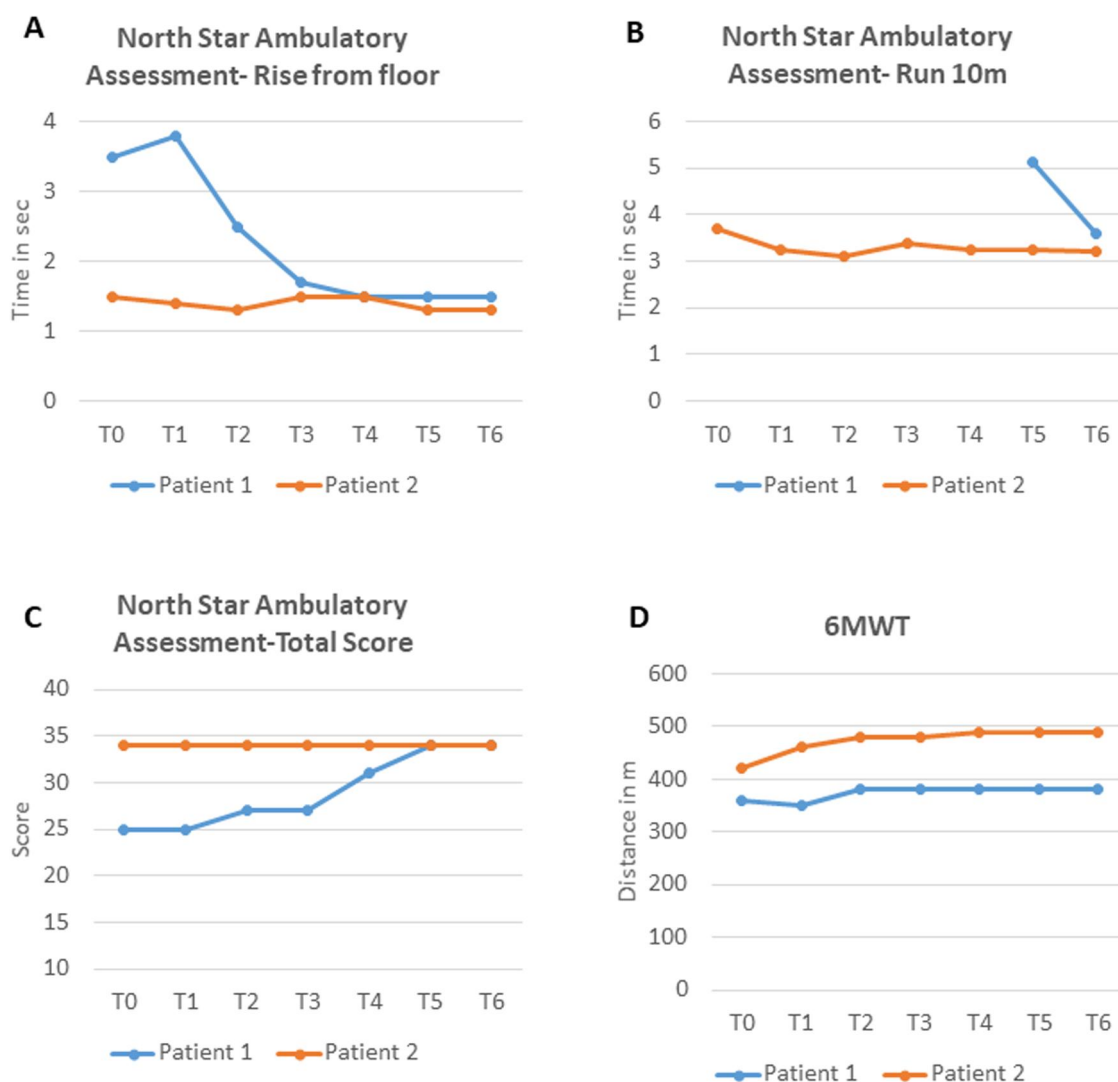 A
North Star Ambulatory
Assessment- Rise from floor
Time in sec
4
3
2
1
0
T0 T1 T2 T3 T4 T5 T6
Patient 1 Patient 2
B
North Star Ambulatory
Assessment- Run 10m
Time in sec
6
5
4
3
2
1
0
T0 T1 T2 T3 T4 T5 T6
Patient 1 Patient 2
C
North Star Ambulatory
Assessment-Total Score
Score
40
35
30
25
20
15
10
T0 T1 T2 T3 T4 T5 T6
Patient 1 Patient 2
D
6MWT
Distance in m
600
500
400
300
200
100
0
T0 T1 T2 T3 T4 T5 T6
Patient 1 Patient 2